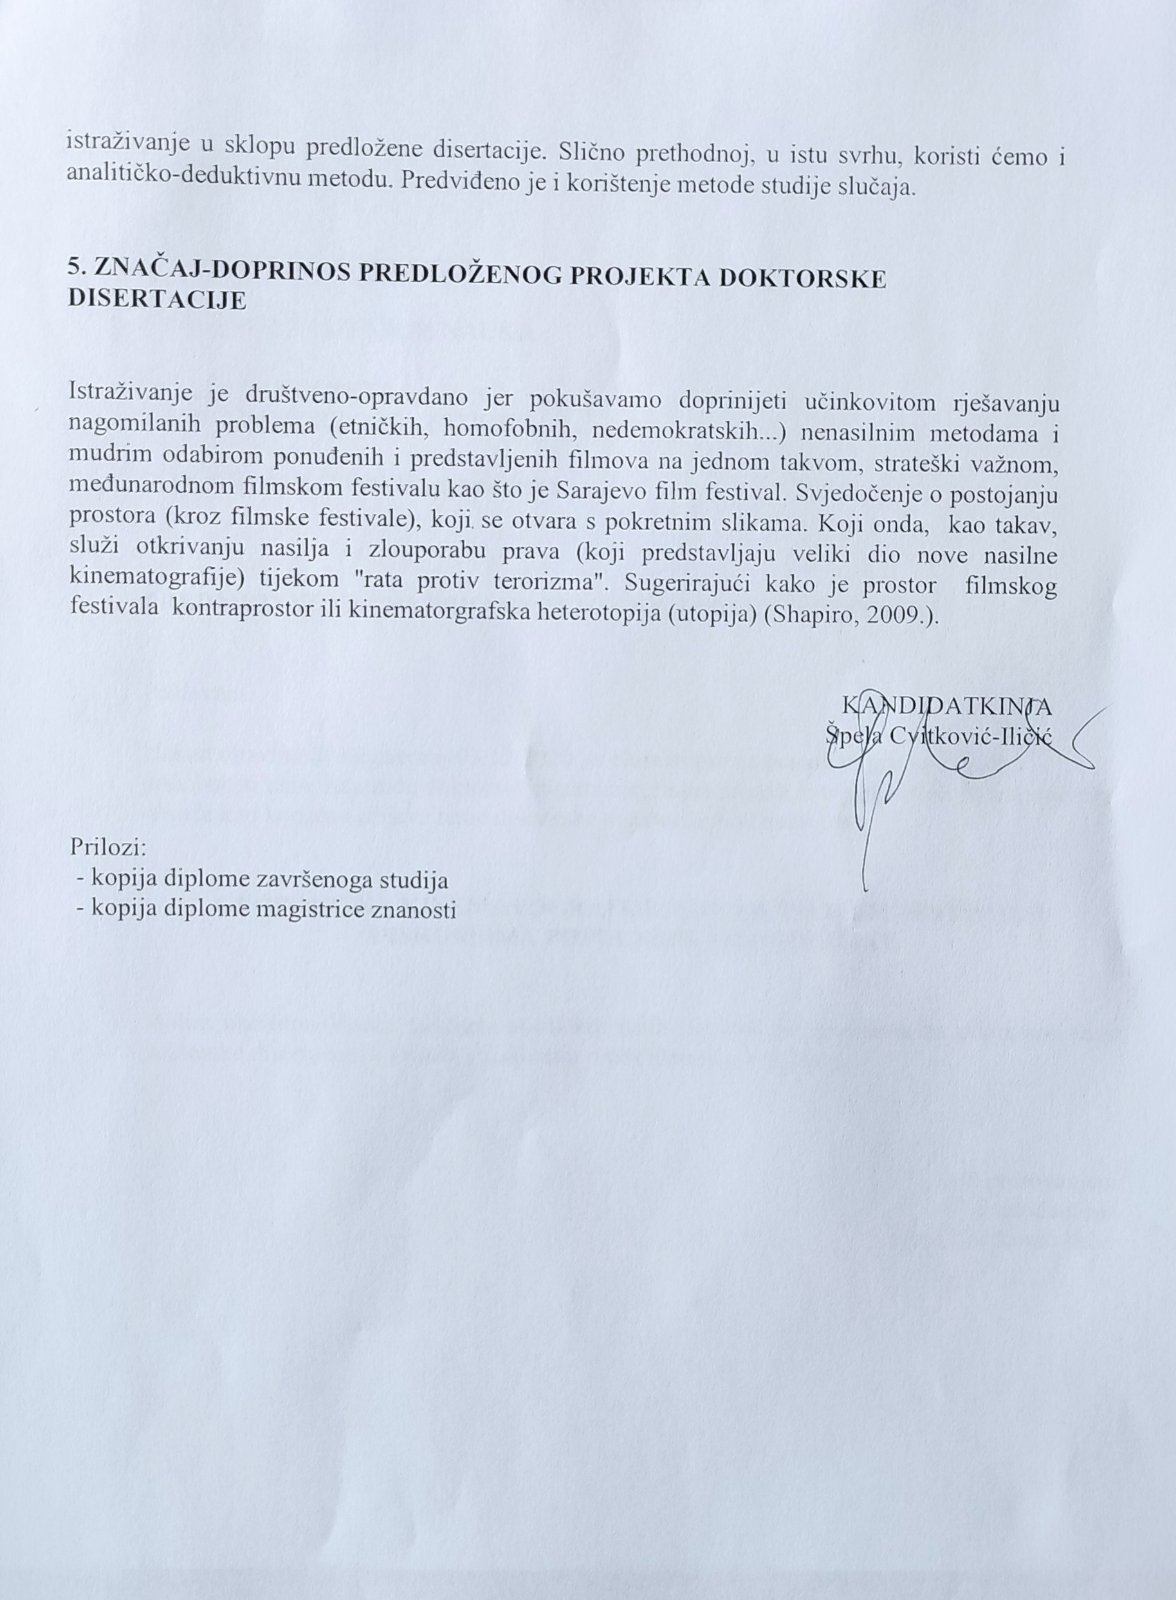 istraživanje u sklopu predložene disertacije. Slično prethodnoj, u istu svrhu, koristi ćemo i
analitičko-deduktivnu metodu. Predviđeno je i korištenje metode studije slučaja.
5. ZNAČAJ-DOPRINOS PREDLOŽENOG PROJEKTA DOKTORSKE
DISERTACIJE
Istraživanje je društveno-opravdano jer pokušavamo doprinijeti učinkovitom rješavanju
nagomilanih problema (etničkih, homofobnih, nedemokratskih...) nenasilnim metodama i
mudrim odabirom ponuđenih i predstavljenih filmova na jednom takvom, strateški važnom,
međunarodnom filmskom festivalu kao što je Sarajevo film festival. Svjedočenje o postojanju
prostora (kroz filmske festivale), koji se otvara s pokretnim slikama. Koji onda, kao takav,
služi otkrivanju nasilja i zlouporabu prava (koji predstavljaju veliki dio nove nasilne
kinematografije) tijekom "rata protiv terorizma". Sugerirajući kako je prostor filmskog
festivala kontraprostor ili kinematorgrafska heterotopija (utopija) (Shapiro, 2009.).
KANDIDATKINJA
Špela Cvitković-Iličić
Prilozi:
- kopija diplome završenoga studija
- kopija diplome magistrice znanosti